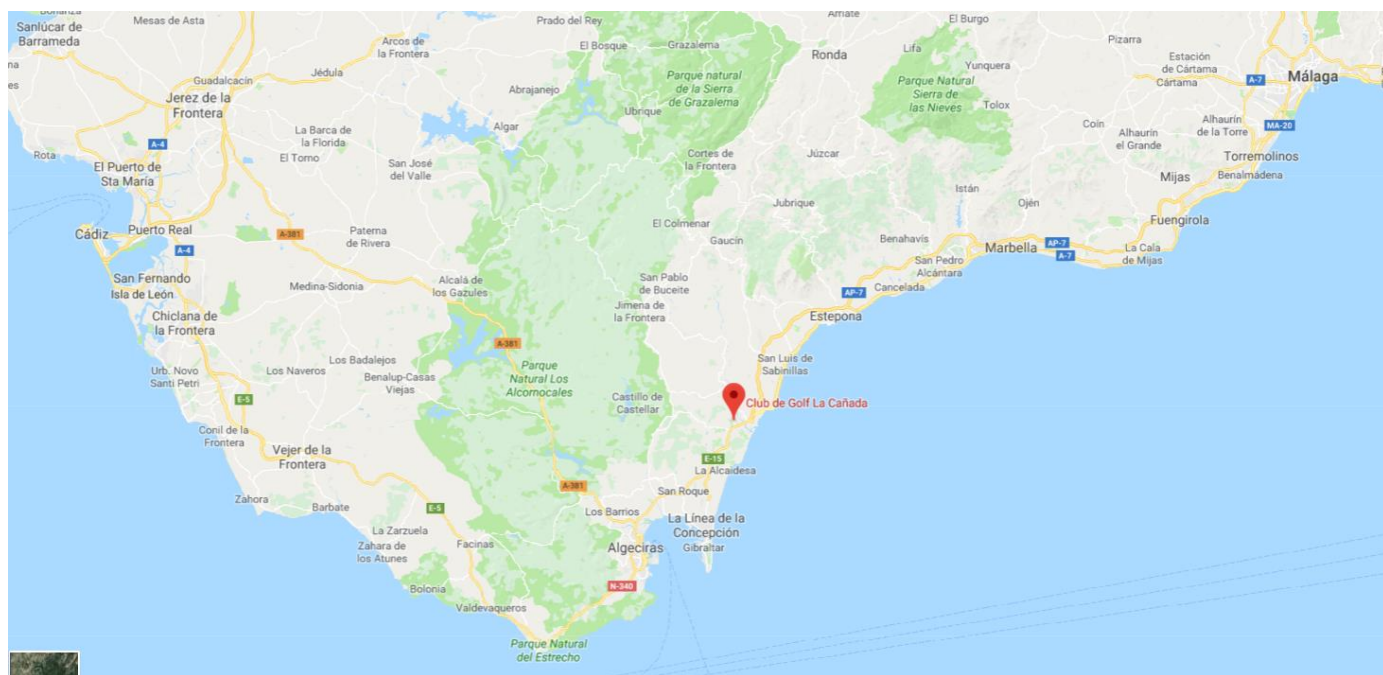 Bonanza
Sanlúcar de
Barrameda
Mesas de Asta
Prado del Rey
Arriate
El Burgo
Pizarra
Arcos de
la Frontera
El Bosque
Grazalema
Ronda
Lifa
Estación
de Cártama
Guadalcacín
Jédula
Parque natural
de la Sierra
de Grazalema
Yunquera
Cártama
A-7
Málaga
Abrajanejo
Parque Natural
Sierra de
las Nieves
Jerez de la
Frontera
Ubrique
Tolox
Coín
Alhaurín
de la Torre
MA-20
La Barca de
la Florida
Algar
Alhaurín
el Grande
A-4
Rota
El Torno
San José
del Valle
Cortes de
la Frontera
Júzcar
Torremolinos
El Puerto de
Sta María
Mijas
Benalmádena
Istán
Jubrique
Ojén
Cádiz
Puerto Real
A-381
Paterna
de Rivera
El Colmenar
Gaucín
Benahavís
Fuengirola
A-4
Marbella
AP-7
A-7
La Cala
de Mijas
San Pedro
Alcántara
San Fernando
Isla de León
Medina-Sidonia
Alcalá de
los Gazules
San Pablo
de Buceite
Cancelada
AP-7
Jimena de
la Frontera
Estepona
Chiclana de
la Frontera
A-381
Los Badalejos
San Luis de
Sabinillas
Urb. Novo
Santi Petri
Los Naveros
Benalup-Casas
Viejas
Parque
Natural Los
Alcornocales
E-5
Castillo de
Castellar
Club de Golf La Cañada
Conil de la
Frontera
Vejer de la
Frontera
E-15
La Alcaidesa
Zahora
Barbate
E-5
A-381
San Roque
Los Barrios
La Línea de la
Concepción
La Zarzuela
Zahara de
los Atunes
Facinas
Algeciras
Gibraltar
Bolonia
N-340
Valdevaqueros
Parque Natural
del Estrecho